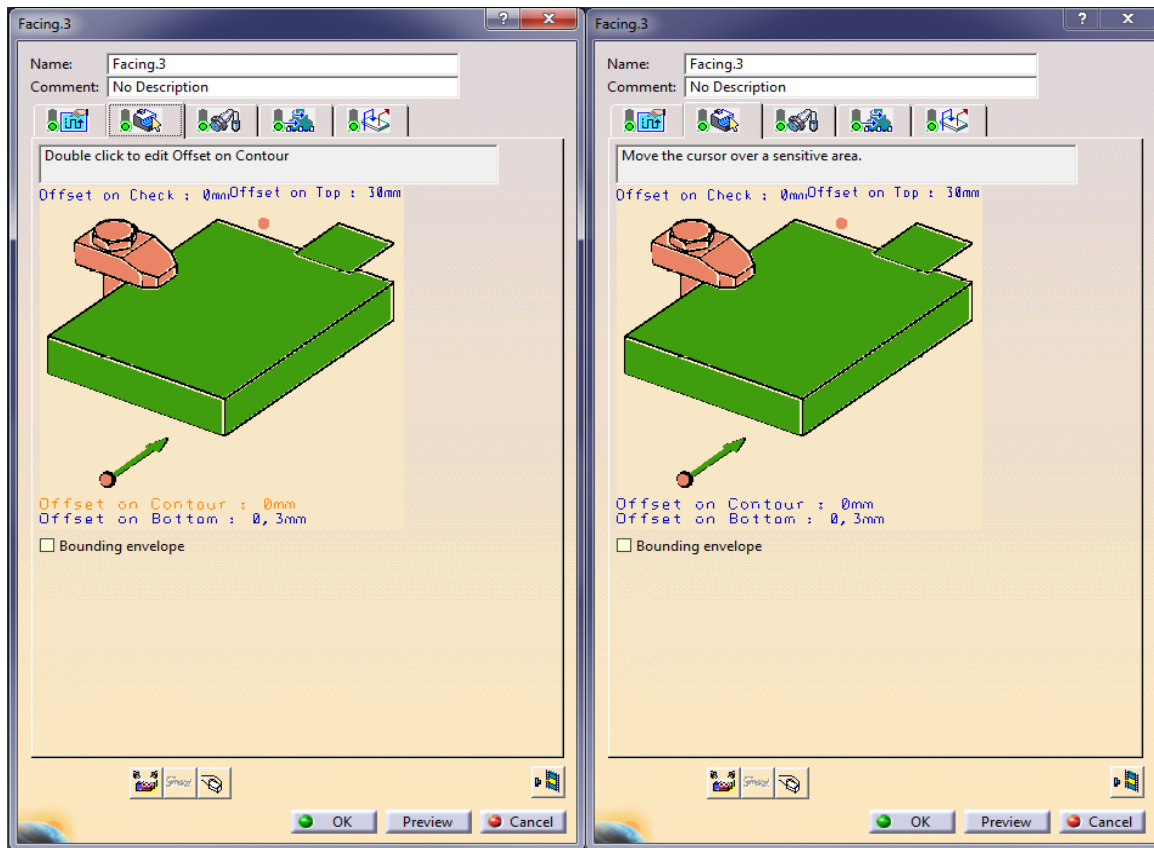 Facing.3
Name: Facing.3
Comment: No Description
Double click to edit Offset on Contour
Offset on Check : 0mm Offset on Top : 30mm
Offset on Contour : 0mm
Offset on Bottom : 0,3mm
Bounding envelope
OK Preview Cancel
Facing.3
Name: Facing.3
Comment: No Description
Move the cursor over a sensitive area.
Offset on Check : 0mm Offset on Top : 30mm
Offset on Contour : 0mm
Offset on Bottom : 0,3mm
Bounding envelope
OK Preview Cancel